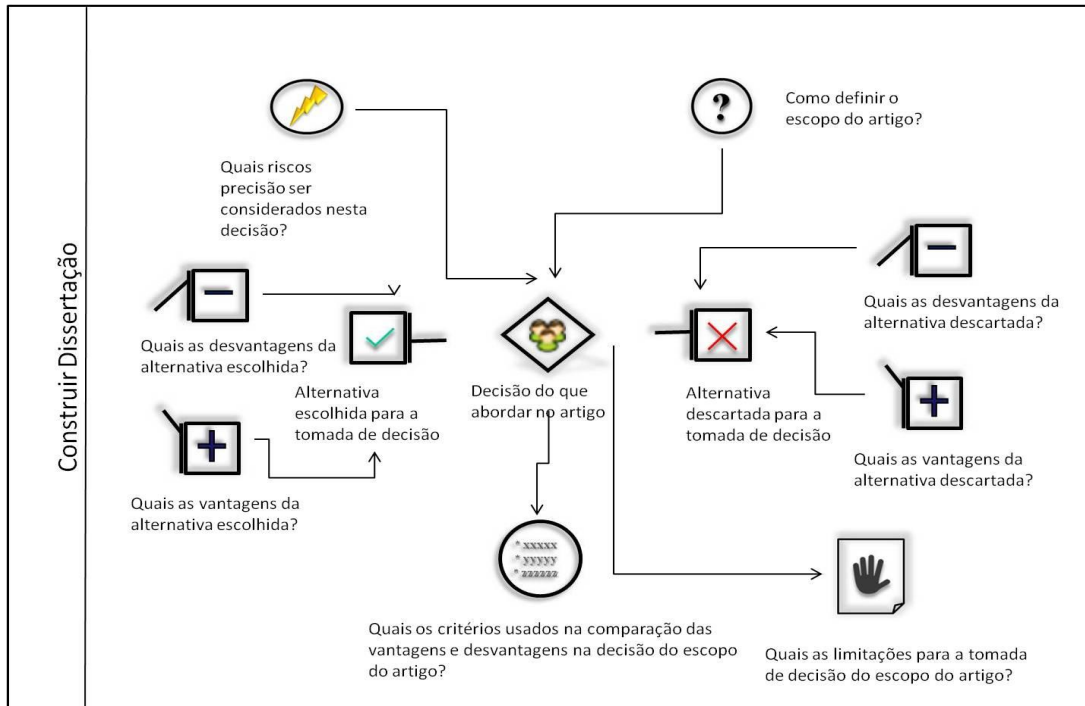 Construir Dissertação
?
Como definir o
escopo do artigo?
Quais riscos
precisão ser
considerados nesta
decisão?
Quais as desvantagens da
alternativa escolhida?
Quais as desvantagens da
alternativa descartada?
Alternativa
escolhida para a
tomada de decisão
Decisão do que
abordar no artigo
Alternativa
descartada para a
tomada de decisão
Quais as vantagens da
alternativa escolhida?
Quais as vantagens da
alternativa descartada?
* xxxxx
* yyyyy
* zzzzzz
Quais os critérios usados na comparação das
vantagens e desvantagens na decisão do escopo
do artigo?
Quais as limitações para a tomada
de decisão do escopo do artigo?